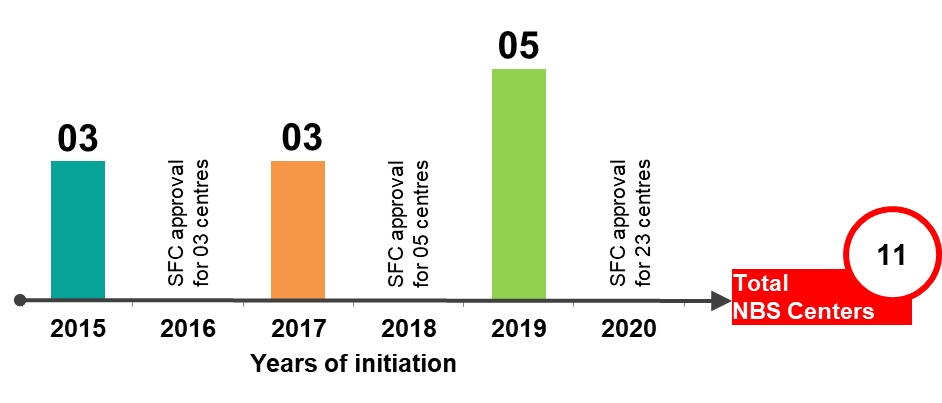 05
03
03
SFC approval
for 03 centres
SFC approval
for 05 centres
SFC approval
for 23 centres
11
Total
NBS Centers
2015
2016
2017
2018
2019
2020
Years of initiation